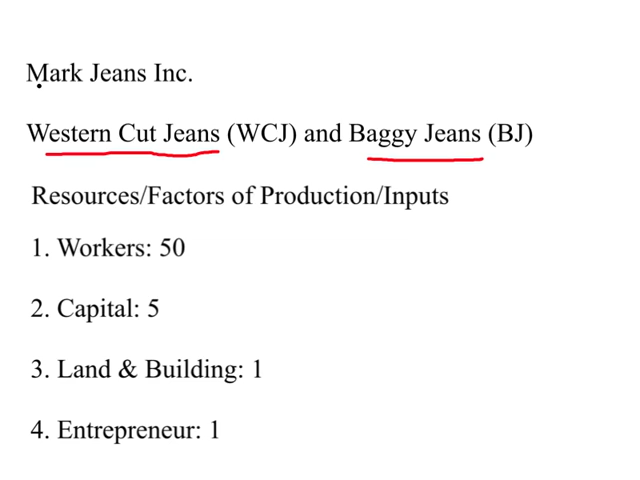 Mark Jeans Inc.
Western Cut Jeans (WCJ) and Baggy Jeans (BJ)
Resources/Factors of Production/Inputs
1. Workers: 50
2. Capital: 5
3. Land & Building: 1
4. Entrepreneur: 1